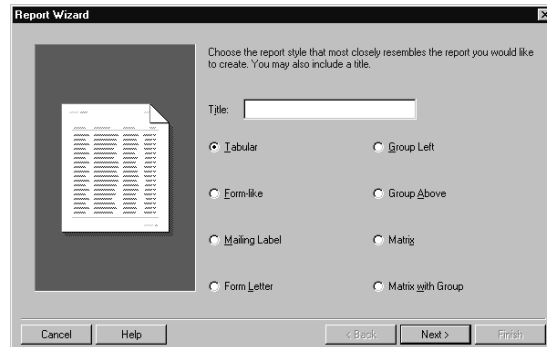 Report Wizard
Choose the report style that most closely resembles the report you would like
to create. You may also include a title.
Title:
Tabular
Group Left
Form-like
Group Above
Mailing Label
Matrix
Form Letter
Matrix with Group
Cancel
Help
< Back
Next >
Finish